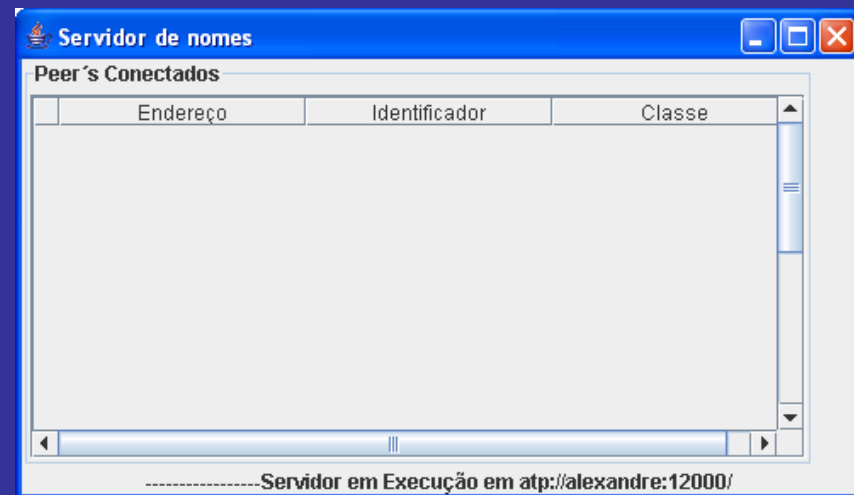 Servidor de nomes
Peer´s Conectados
Endereço Identificador Classe
-----------------Servidor em Execução em atp://alexandre:12000/